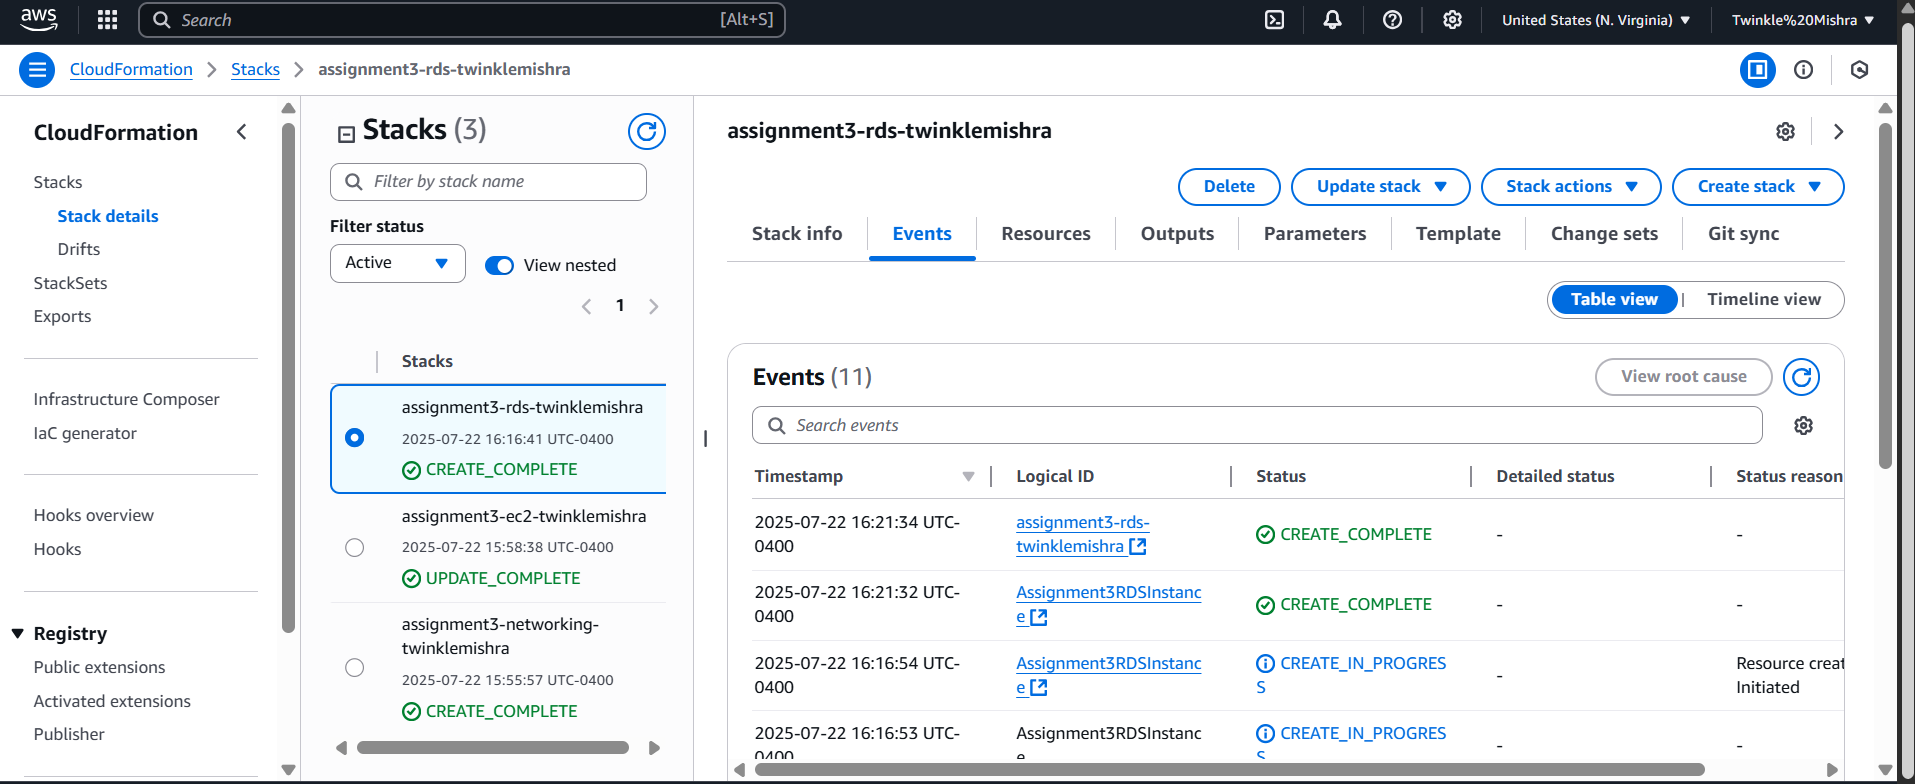 aws
Search [Alt+S]
United States (N. Virginia)
Twinkle%20Mishra
CloudFormation
Stacks
assignment3-rds-twinklemishra
CloudFormation
Stacks
Stack details
Drifts
StackSets
Exports
Infrastructure Composer
IaC generator
Hooks overview
Hooks
Registry
Public extensions
Activated extensions
Publisher
Stacks (3)
Filter by stack name
Filter status
Active
View nested
1
Stacks
assignment3-rds-twinklemishra
2025-07-22 16:16:41 UTC-0400
CREATE_COMPLETE
assignment3-ec2-twinklemishra
2025-07-22 15:58:38 UTC-0400
UPDATE_COMPLETE
assignment3-networking-
twinklemishra
2025-07-22 15:55:57 UTC-0400
CREATE_COMPLETE
assignment3-rds-twinklemishra
Delete
Update stack
Stack actions
Create stack
Stack info
Events
Resources
Outputs
Parameters
Template
Change sets
Git sync
Table view
Timeline view
Events (11)
View root cause
Search events
Timestamp
Logical ID
Status
Detailed status
Status reason
2025-07-22 16:21:34 UTC-
0400
assignment3-rds-
twinklemishra
CREATE_COMPLETE
-
-
2025-07-22 16:21:32 UTC-
0400
Assignment3RDSInstanc
e
CREATE_COMPLETE
-
-
2025-07-22 16:16:54 UTC-
0400
Assignment3RDSInstanc
e
CREATE_IN_PROGRES
S
-
Resource creat
Initiated
2025-07-22 16:16:53 UTC-
0400
Assignment3RDSInstanc
e
CREATE_IN_PROGRES
S
-
-